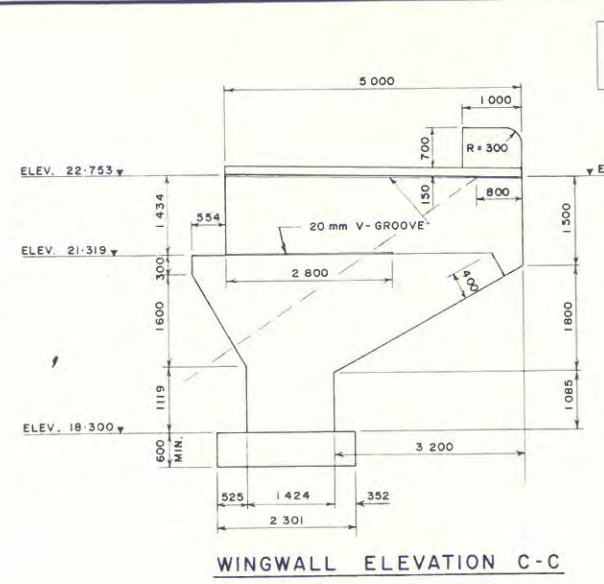 5 000
1 000
700
R = 300
ELEV. 22·753
E
150
800
1 434
554
1 500
20 mm V-GROOVE
ELEV. 21·319
300
2 800
400
1600
1800
1119
1 085
ELEV. 18·300
600
MIN.
3 200
525
1 424
352
2 301
WINGWALL ELEVATION C-C